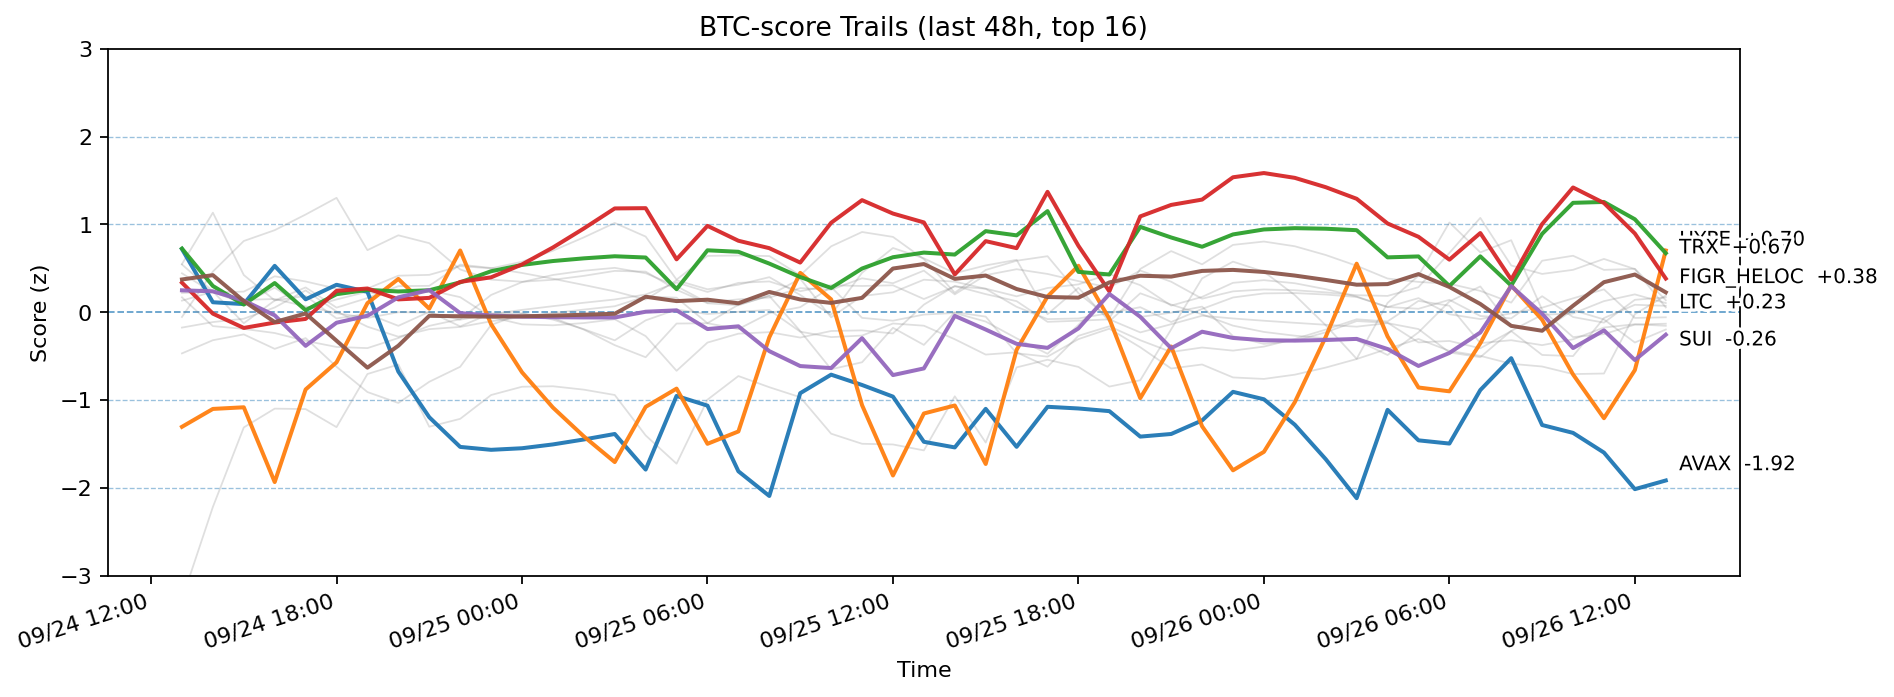 BTC-score Trails (last 48h, top 16)
3
2
1
0
−1
−2
−3
Score (z)
HYPE +0.70
TRX +0.67
FIGR_HELOC +0.38
LTC +0.23
SUI -0.26
AVAX -1.92
09/24 12:00
09/24 18:00
09/25 00:00
09/25 06:00
09/25 12:00
09/25 18:00
09/26 00:00
09/26 06:00
09/26 12:00
Time